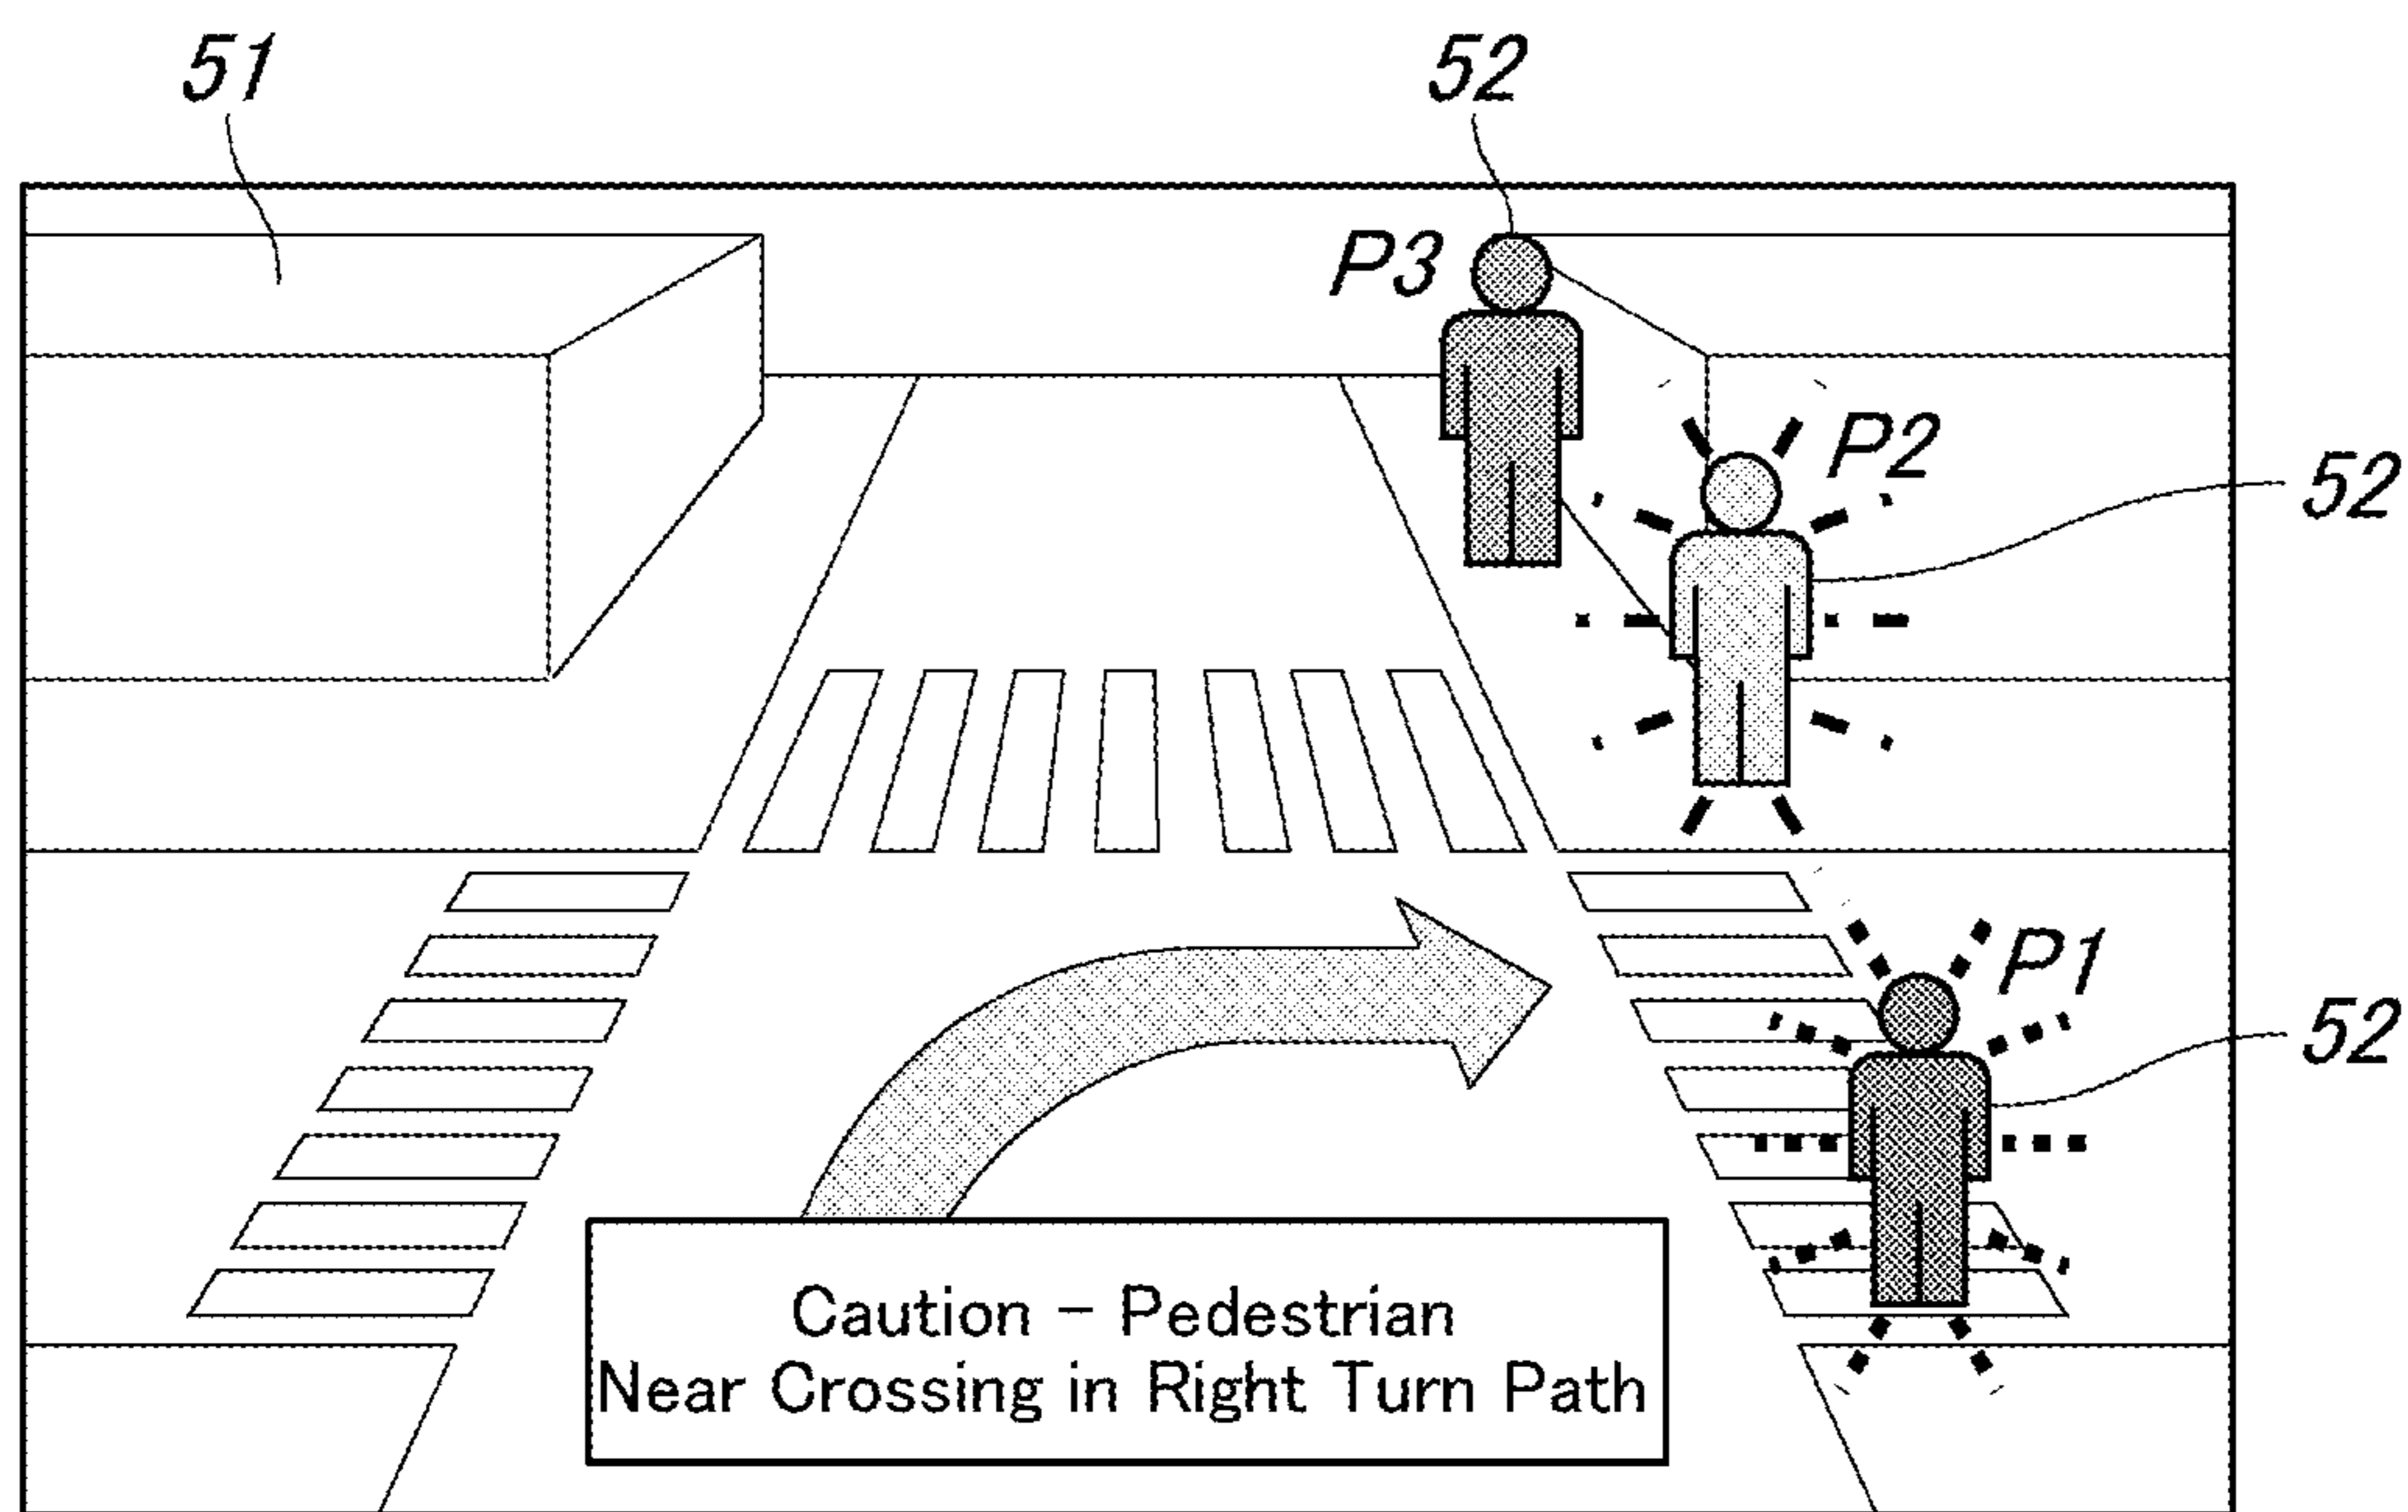 51
52
P3
P2
52
P1
52
Caution – Pedestrian
Near Crossing in Right Turn Path